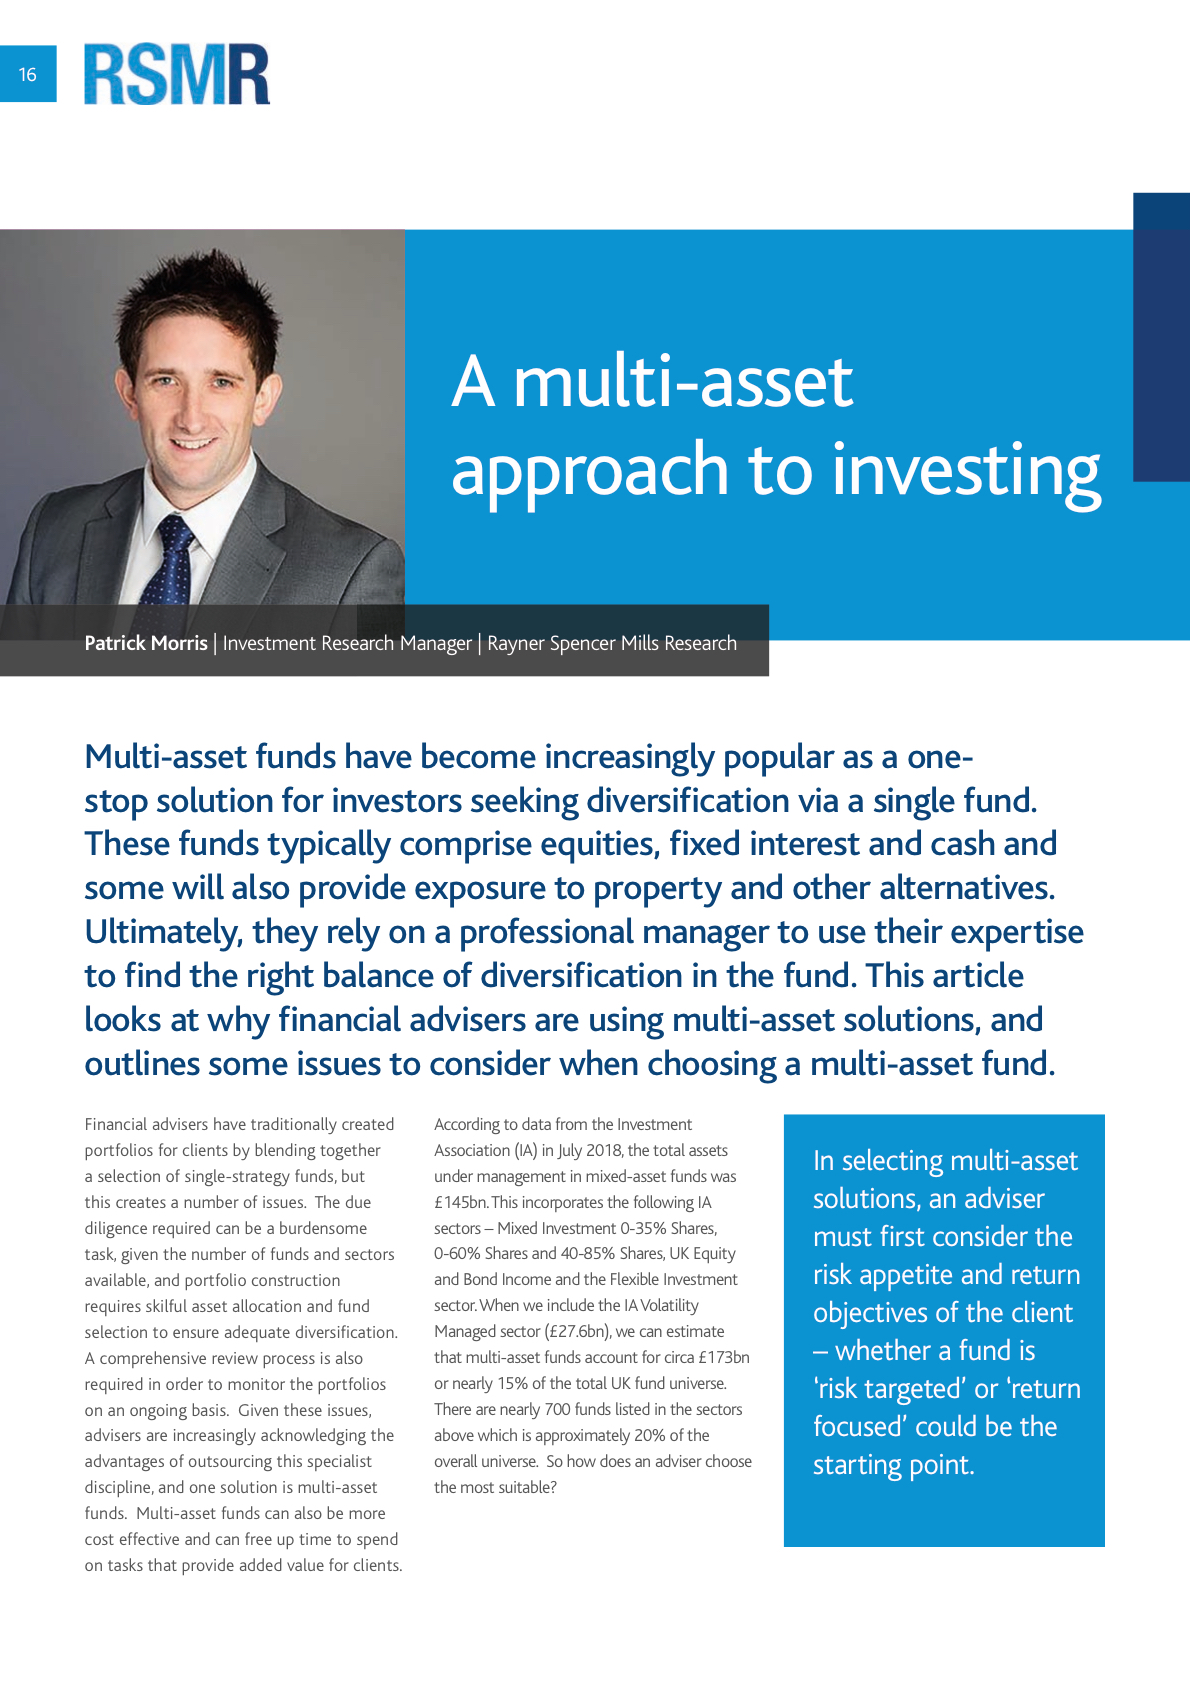 16
RSMR
A multi-asset
approach to investing
Patrick Morris | Investment Research Manager | Rayner Spencer Mills Research
Multi-asset funds have become increasingly popular as a one-
stop solution for investors seeking diversification via a single fund.
These funds typically comprise equities, fixed interest and cash and
some will also provide exposure to property and other alternatives.
Ultimately, they rely on a professional manager to use their expertise
to find the right balance of diversification in the fund. This article
looks at why financial advisers are using multi-asset solutions, and
outlines some issues to consider when choosing a multi-asset fund.
Financial advisers have traditionally created
portfolios for clients by blending together
a selection of single-strategy funds, but
this creates a number of issues.  The due
diligence required can be a burdensome
task, given the number of funds and sectors
available, and portfolio construction
requires skilful asset allocation and fund
selection to ensure adequate diversification.
A comprehensive review process is also
required in order to monitor the portfolios
on an ongoing basis.  Given these issues,
advisers are increasingly acknowledging the
advantages of outsourcing this specialist
discipline, and one solution is multi-asset
funds.  Multi-asset funds can also be more
cost effective and can free up time to spend
on tasks that provide added value for clients.
According to data from the Investment
Association (IA) in July 2018, the total assets
under management in mixed-asset funds was
£145bn. This incorporates the following IA
sectors – Mixed Investment 0-35% Shares,
0-60% Shares and 40-85% Shares, UK Equity
and Bond Income and the Flexible Investment
sector. When we include the IA Volatility
Managed sector (£27.6bn), we can estimate
that multi-asset funds account for circa £173bn
or nearly 15% of the total UK fund universe.
There are nearly 700 funds listed in the sectors
above which is approximately 20% of the
overall universe.  So how does an adviser choose
the most suitable?
In selecting multi-asset
solutions, an adviser
must first consider the
risk appetite and return
objectives of the client
– whether a fund is
‘risk targeted’ or ‘return
focused’ could be the
starting point.